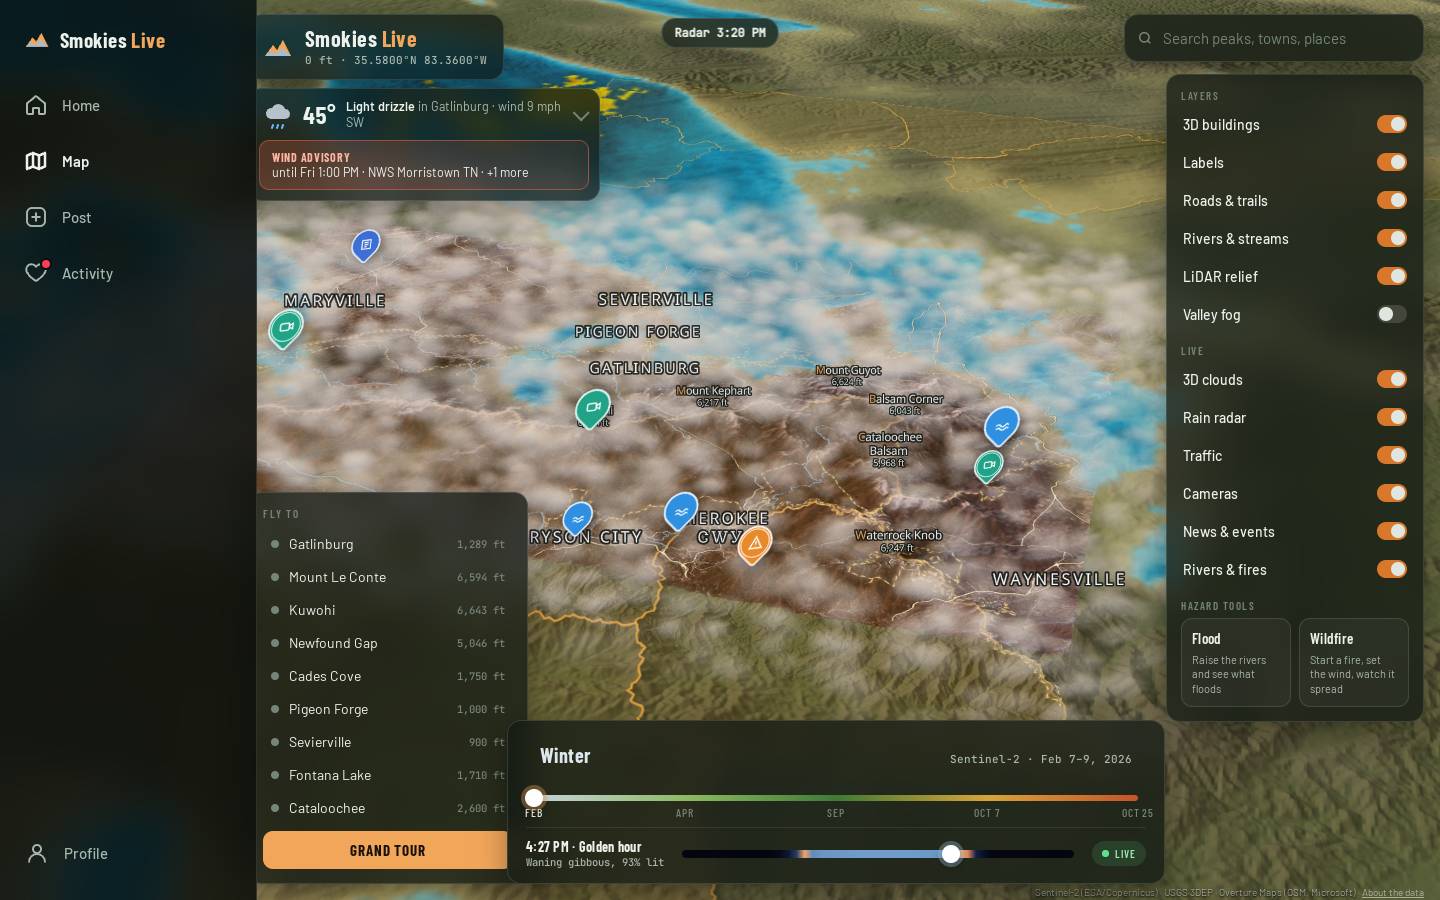 Smokies Live
Home
Map
Post
Activity
Profile
Smokies Live
0 ft · 35.5800°N 83.3600°W
45°
Light drizzle in Gatlinburg · wind 9 mph
SW
WIND ADVISORY
until Fri 1:00 PM · NWS Morristown TN · +1 more
Radar 3:20 PM
Search peaks, towns, places
MARYVILLE
SEVIERVILLE
PIGEON FORGE
GATLINBURG
Mount Kephart
6,217 ft
Mount Guyot
6,624 ft
Balsam Corner
6,043 ft
Cataloochee
Balsam
5,968 ft
Waterrock Knob
6,247 ft
WAYNESVILLE
LAYERS
3D buildings
Labels
Roads & trails
Rivers & streams
LiDAR relief
Valley fog
LIVE
3D clouds
Rain radar
Traffic
Cameras
News & events
Rivers & fires
HAZARD TOOLS
Flood
Raise the rivers
and see what
floods
Wildfire
Start a fire, set
the wind, watch it
spread
FLY TO
Gatlinburg 1,289 ft
Mount Le Conte 6,594 ft
Kuwohi 6,643 ft
Newfound Gap 5,046 ft
Cades Cove 1,750 ft
Pigeon Forge 1,000 ft
Sevierville 900 ft
Fontana Lake 1,710 ft
Cataloochee 2,600 ft
GRAND TOUR
Winter
Sentinel-2 · Feb 7–9, 2026
FEB APR SEP OCT 7 OCT 25
4:27 PM · Golden hour
Waning gibbous, 93% lit
LIVE
Sentinel-2 (ESA/Copernicus) · USGS 3DEP · Overture Maps (OSM, Microsoft) · About the data